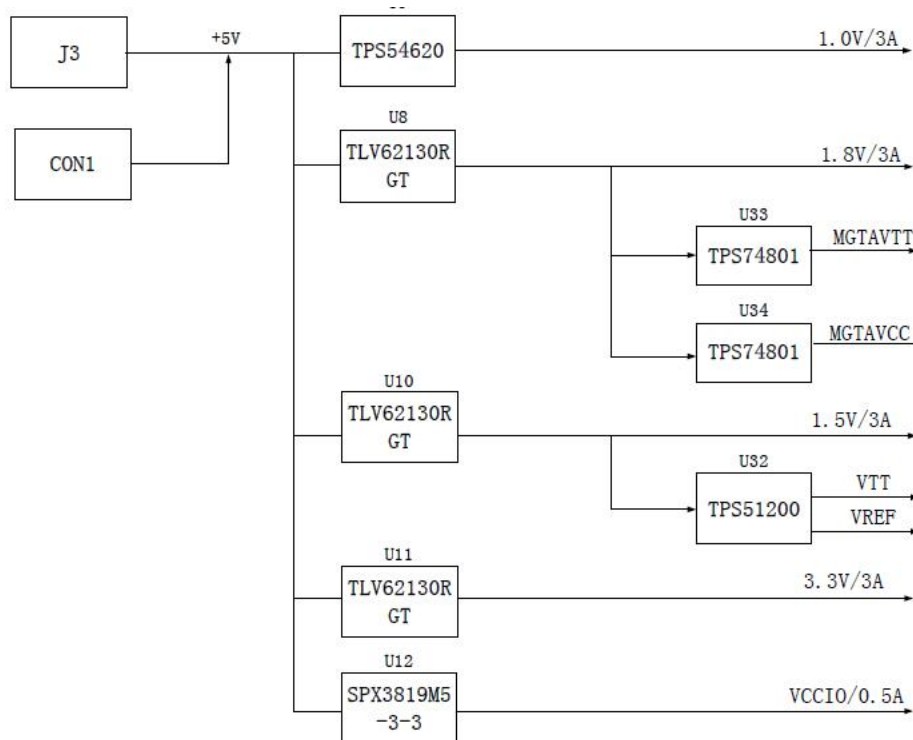 J3
+5V
TPS54620
1.0V/3A
CON1
U8
TLV62130R
GT
1.8V/3A
U33
TPS74801
MGTAVTT
U34
TPS74801
MGTAVCC
U10
TLV62130R
GT
1.5V/3A
U32
TPS51200
VTT
VREF
U11
TLV62130R
GT
3.3V/3A
U12
SPX3819M5
-3-3
VCCIO/0.5A